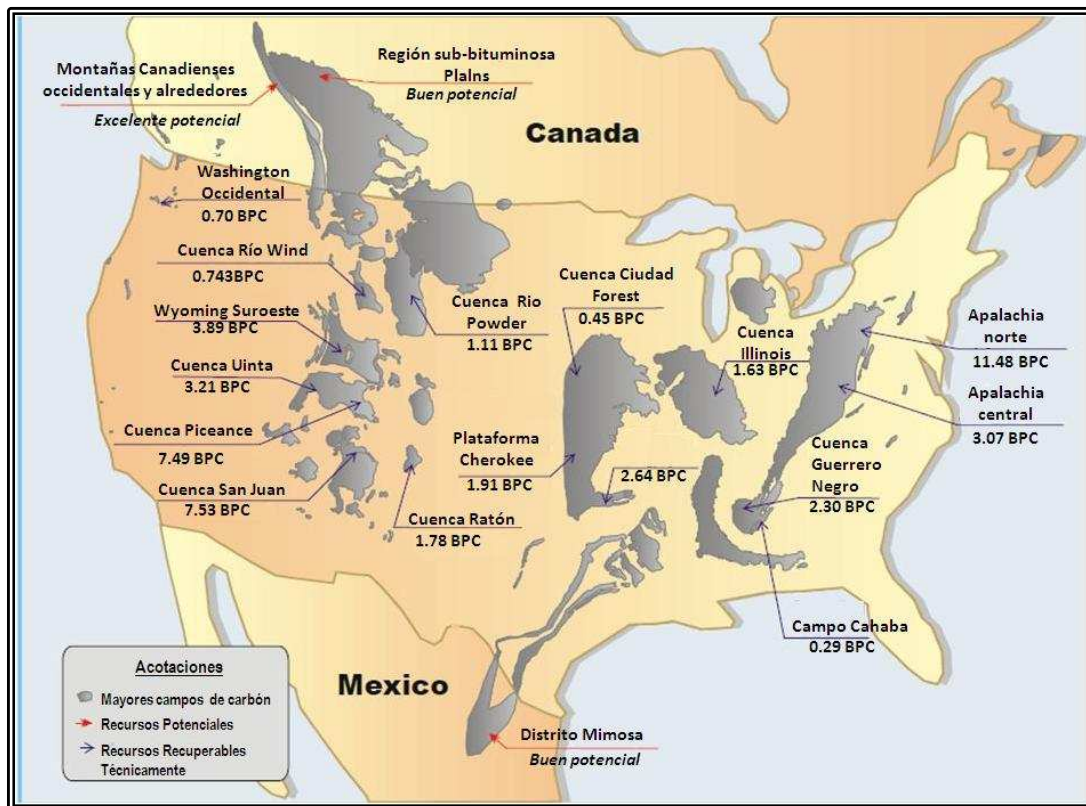 Montañas Canadienses
occidentales y alrededores
Excelente potencial
Región sub-bituminosa
Plalns
Buen potencial
Canada
Washington
Occidental
0.70 BPC
Cuenca Río Wind
0.743BPC
Wyoming Suroeste
3.89 BPC
Cuenca Uinta
3.21 BPC
Cuenca Piceance
7.49 BPC
Cuenca San Juan
7.53 BPC
Cuenca Rio
Powder
1.11 BPC
Cuenca Ratón
1.78 BPC
Cuenca Ciudad
Forest
0.45 BPC
Plataforma
Cherokee
1.91 BPC
2.64 BPC
Cuenca
Illinois
1.63 BPC
Cuenca
Guerrero
Negro
2.30 BPC
Apalachia
norte
11.48 BPC
Apalachia
central
3.07 BPC
Campo Cahaba
0.29 BPC
Mexico
Distrito Mimosa
Buen potencial
Acotaciones
Mayores campos de carbón
Recursos Potenciales
Recursos Recuperables
Técnicamente